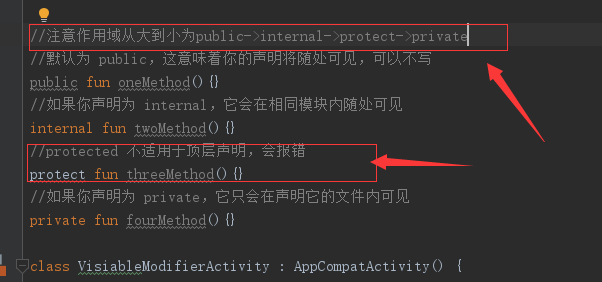 //注意作用域从大到小为public->internal->protect->private
//默认为 public，这意味着你的声明将随处可见，可以不写
public fun oneMethod(){}
//如果你声明为 internal，它会在相同模块内随处可见
internal fun twoMethod(){}
//protected 不适用于顶层声明，会报错
protect fun threeMethod(){}
//如果你声明为 private，它只会在声明它的文件内可见
private fun fourMethod(){}
class VisiableModifierActivity : AppCompatActivity() {